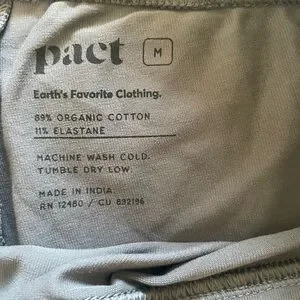 pact M
Earth's Favorite Clothing.
89% ORGANIC COTTON
11% ELASTANE
MACHINE WASH COLD.
TUMBLE DRY LOW.
MADE IN INDIA.
RN 12480 / CU 892196